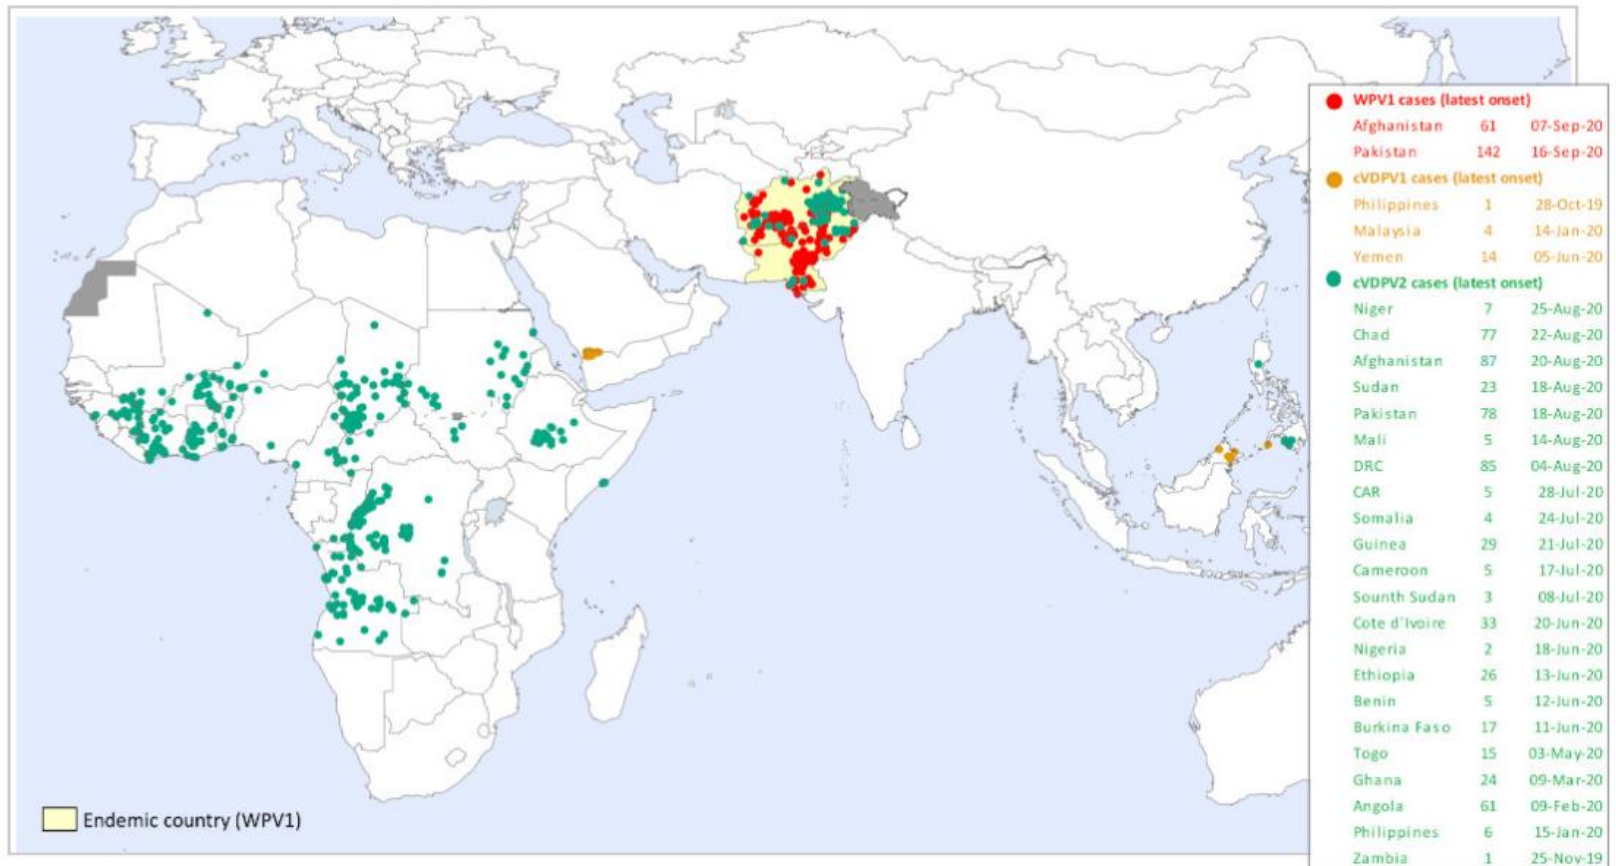 WPV1 cases (latest onset)
Afghanistan 61 07-Sep-20
Pakistan 142 16-Sep-20
cVDPV1 cases (latest onset)
Philippines 1 28-Oct-19
Malaysia 4 14-Jan-20
Yemen 14 05-Jun-20
cVDPV2 cases (latest onset)
Niger 7 25-Aug-20
Chad 77 22-Aug-20
Afghanistan 87 20-Aug-20
Sudan 23 18-Aug-20
Pakistan 78 18-Aug-20
Mali 5 14-Aug-20
DRC 85 04-Aug-20
CAR 5 28-Jul-20
Somalia 4 24-Jul-20
Guinea 29 21-Jul-20
Cameroon 5 17-Jul-20
Sounth Sudan 3 08-Jul-20
Cote d`Ivoire 33 20-Jun-20
Nigeria 2 18-Jun-20
Ethiopia 26 13-Jun-20
Benin 5 12-Jun-20
Burkina Faso 17 11-Jun-20
Togo 15 03-May-20
Ghana 24 09-Mar-20
Angola 61 09-Feb-20
Philippines 6 15-Jan-20
Zambia 1 25-Nov-19
Endemic country (WPV1)